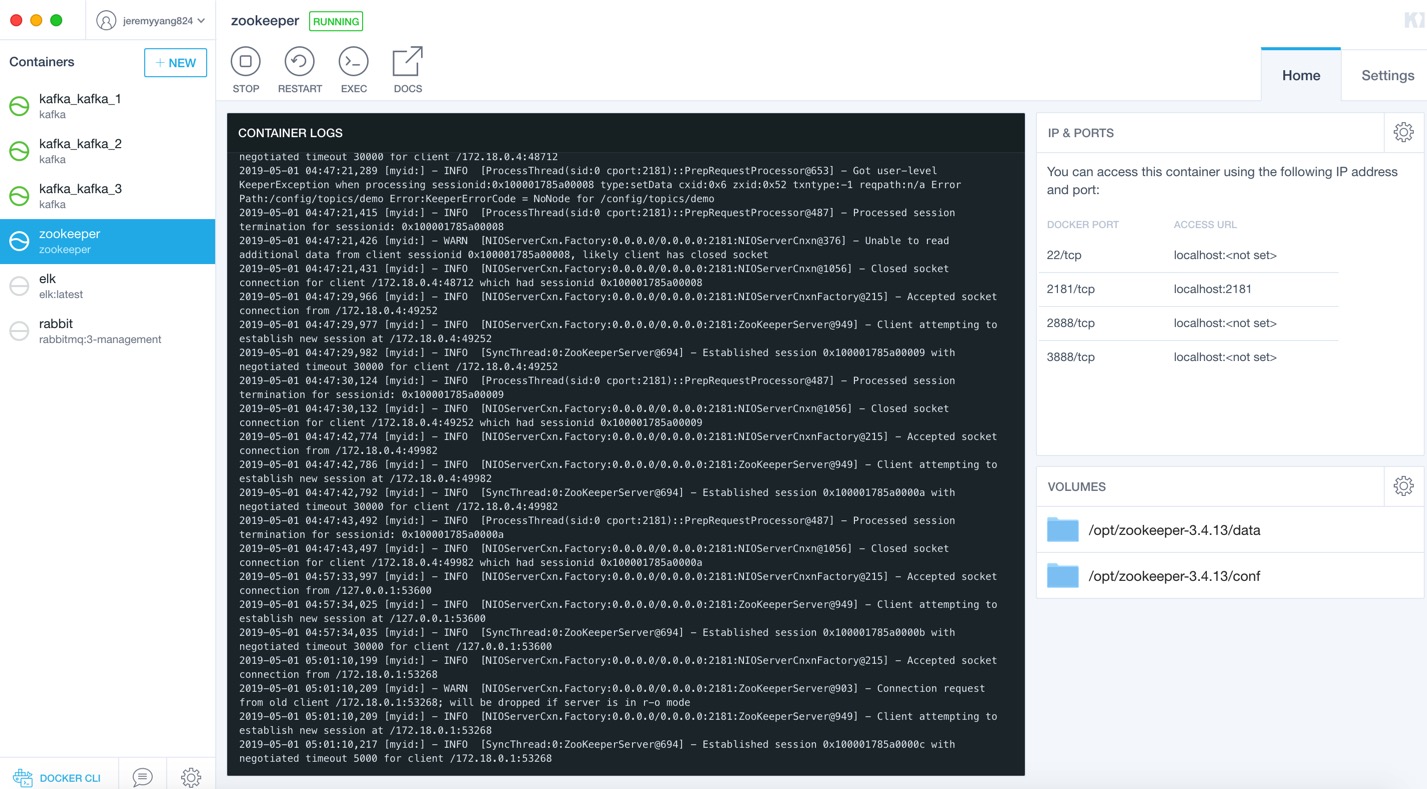 jeremyyang824
zookeeper RUNNING
Containers
+ NEW
kafka_kafka_1
kafka
kafka_kafka_2
kafka
kafka_kafka_3
kafka
zookeeper
zookeeper
elk
elk:latest
rabbit
rabbitmq:3-management
DOCKER CLI
STOP RESTART EXEC DOCS
Home Settings
CONTAINER LOGS
negotiated timeout 30000 for client /172.18.0.4:48712
2019-05-01 04:47:21,289 [myid:] - INFO  [ProcessThread(sid:0 cport:2181)::PrepRequestProcessor@653] - Got user-level
KeeperException when processing sessionid:0x100001785a00008 type:setData cxid:0x6 zxid:0x52 txntype:-1 reqpath:n/a Error
Path:/config/topics/demo Error:KeeperErrorCode = NoNode for /config/topics/demo
2019-05-01 04:47:21,415 [myid:] - INFO  [ProcessThread(sid:0 cport:2181)::PrepRequestProcessor@487] - Processed session
termination for sessionid: 0x100001785a00008
2019-05-01 04:47:21,426 [myid:] - WARN  [NIOServerCxn.Factory:0.0.0.0/0.0.0.0:2181:NIOServerCnxn@376] - Unable to read
additional data from client sessionid 0x100001785a00008, likely client has closed socket
2019-05-01 04:47:21,431 [myid:] - INFO  [NIOServerCxn.Factory:0.0.0.0/0.0.0.0:2181:NIOServerCnxn@1056] - Closed socket
connection for client /172.18.0.4:48712 which had sessionid 0x100001785a00008
2019-05-01 04:47:29,966 [myid:] - INFO  [NIOServerCxn.Factory:0.0.0.0/0.0.0.0:2181:NIOServerCnxnFactory@215] - Accepted socket
connection from /172.18.0.4:49252
2019-05-01 04:47:29,977 [myid:] - INFO  [NIOServerCxn.Factory:0.0.0.0/0.0.0.0:2181:ZooKeeperServer@949] - Client attempting to
establish new session at /172.18.0.4:49252
2019-05-01 04:47:29,982 [myid:] - INFO  [SyncThread:0:ZooKeeperServer@694] - Established session 0x100001785a00009 with
negotiated timeout 30000 for client /172.18.0.4:49252
2019-05-01 04:47:30,124 [myid:] - INFO  [ProcessThread(sid:0 cport:2181)::PrepRequestProcessor@487] - Processed session
termination for sessionid: 0x100001785a00009
2019-05-01 04:47:30,132 [myid:] - INFO  [NIOServerCxn.Factory:0.0.0.0/0.0.0.0:2181:NIOServerCnxn@1056] - Closed socket
connection for client /172.18.0.4:49252 which had sessionid 0x100001785a00009
2019-05-01 04:47:42,774 [myid:] - INFO  [NIOServerCxn.Factory:0.0.0.0/0.0.0.0:2181:NIOServerCnxnFactory@215] - Accepted socket
connection from /172.18.0.4:49982
2019-05-01 04:47:42,786 [myid:] - INFO  [NIOServerCxn.Factory:0.0.0.0/0.0.0.0:2181:ZooKeeperServer@949] - Client attempting to
establish new session at /172.18.0.4:49982
2019-05-01 04:47:42,792 [myid:] - INFO  [SyncThread:0:ZooKeeperServer@694] - Established session 0x100001785a0000a with
negotiated timeout 30000 for client /172.18.0.4:49982
2019-05-01 04:47:43,492 [myid:] - INFO  [ProcessThread(sid:0 cport:2181)::PrepRequestProcessor@487] - Processed session
termination for sessionid: 0x100001785a0000a
2019-05-01 04:47:43,497 [myid:] - INFO  [NIOServerCxn.Factory:0.0.0.0/0.0.0.0:2181:NIOServerCnxn@1056] - Closed socket
connection for client /172.18.0.4:49982 which had sessionid 0x100001785a0000a
2019-05-01 04:57:33,997 [myid:] - INFO  [NIOServerCxn.Factory:0.0.0.0/0.0.0.0:2181:NIOServerCnxnFactory@215] - Accepted socket
connection from /127.0.0.1:53600
2019-05-01 04:57:34,025 [myid:] - INFO  [NIOServerCxn.Factory:0.0.0.0/0.0.0.0:2181:ZooKeeperServer@949] - Client attempting to
establish new session at /127.0.0.1:53600
2019-05-01 04:57:34,035 [myid:] - INFO  [SyncThread:0:ZooKeeperServer@694] - Established session 0x100001785a0000b with
negotiated timeout 30000 for client /127.0.0.1:53600
2019-05-01 05:01:10,199 [myid:] - INFO  [NIOServerCxn.Factory:0.0.0.0/0.0.0.0:2181:NIOServerCnxnFactory@215] - Accepted socket
connection from /172.18.0.1:53268
2019-05-01 05:01:10,209 [myid:] - WARN  [NIOServerCxn.Factory:0.0.0.0/0.0.0.0:2181:ZooKeeperServer@903] - Connection request
from old client /172.18.0.1:53268; will be dropped if server is in r-o mode
2019-05-01 05:01:10,209 [myid:] - INFO  [NIOServerCxn.Factory:0.0.0.0/0.0.0.0:2181:ZooKeeperServer@949] - Client attempting to
establish new session at /172.18.0.1:53268
2019-05-01 05:01:10,217 [myid:] - INFO  [SyncThread:0:ZooKeeperServer@694] - Established session 0x100001785a0000c with
negotiated timeout 5000 for client /172.18.0.1:53268
IP & PORTS
You can access this container using the following IP address
and port:
DOCKER PORT ACCESS URL
22/tcp localhost:<not set>
2181/tcp localhost:2181
2888/tcp localhost:<not set>
3888/tcp localhost:<not set>
VOLUMES
/opt/zookeeper-3.4.13/data
/opt/zookeeper-3.4.13/conf